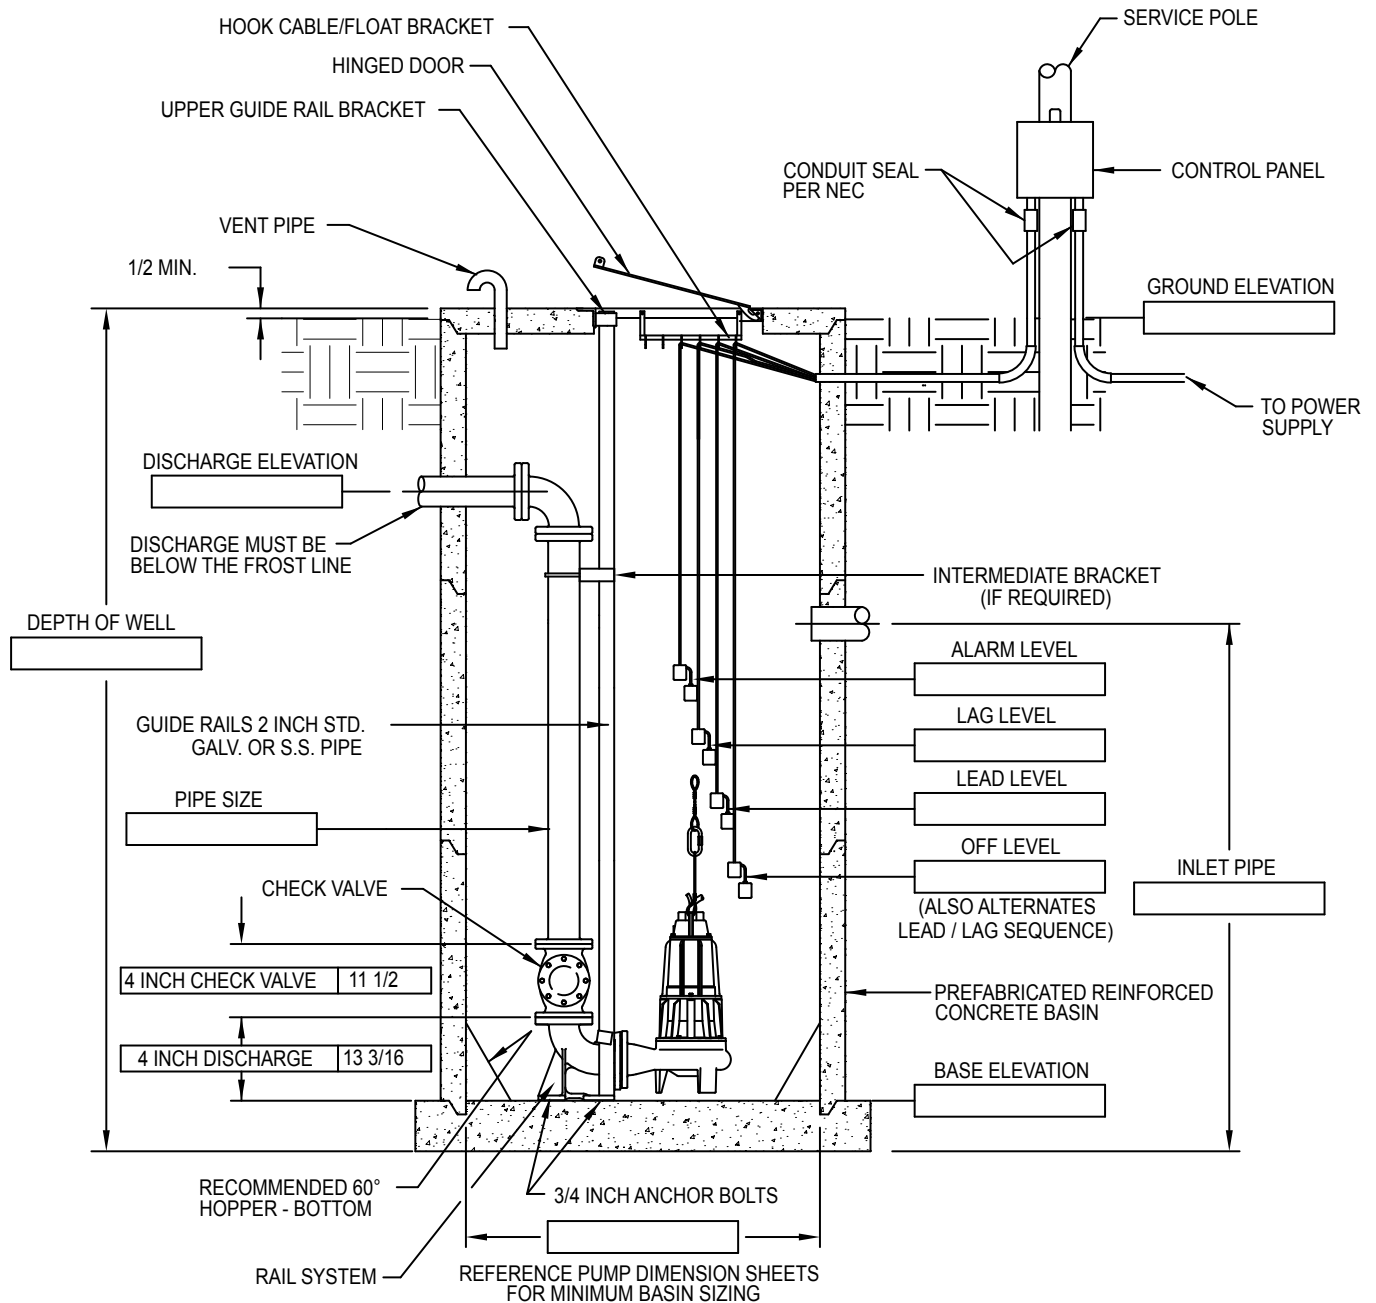 SERVICE POLE
HOOK CABLE/FLOAT BRACKET
HINGED DOOR
UPPER GUIDE RAIL BRACKET
CONDUIT SEAL
PER NEC
CONTROL PANEL
VENT PIPE
1/2 MIN.
GROUND ELEVATION
TO POWER
SUPPLY
DISCHARGE ELEVATION
DISCHARGE MUST BE
BELOW THE FROST LINE
INTERMEDIATE BRACKET
(IF REQUIRED)
DEPTH OF WELL
ALARM LEVEL
GUIDE RAILS 2 INCH STD.
GALV. OR S.S. PIPE
LAG LEVEL
LEAD LEVEL
PIPE SIZE
OFF LEVEL
(ALSO ALTERNATES
LEAD / LAG SEQUENCE)
INLET PIPE
CHECK VALVE
4 INCH CHECK VALVE 11 1/2
PREFABRICATED REINFORCED
CONCRETE BASIN
4 INCH DISCHARGE 13 3/16
BASE ELEVATION
RECOMMENDED 60°
HOPPER - BOTTOM
3/4 INCH ANCHOR BOLTS
RAIL SYSTEM
REFERENCE PUMP DIMENSION SHEETS
FOR MINIMUM BASIN SIZING